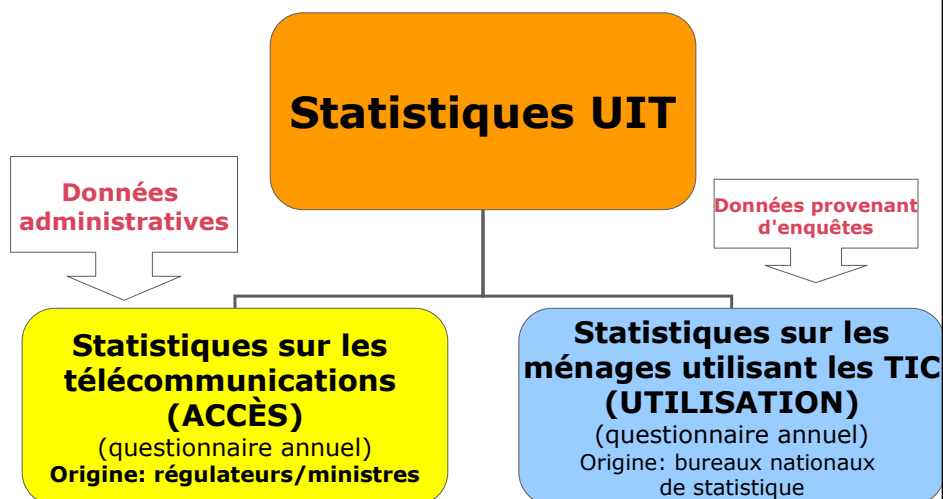 Statistiques UIT
Données
administratives
Données provenant
d'enquêtes
Statistiques sur les
télécommunications
(ACCÈS)
(questionnaire annuel)
Origine: régulateurs/ministres
Statistiques sur les
ménages utilisant les TIC
(UTILISATION)
(questionnaire annuel)
Origine: bureaux nationaux
de statistique